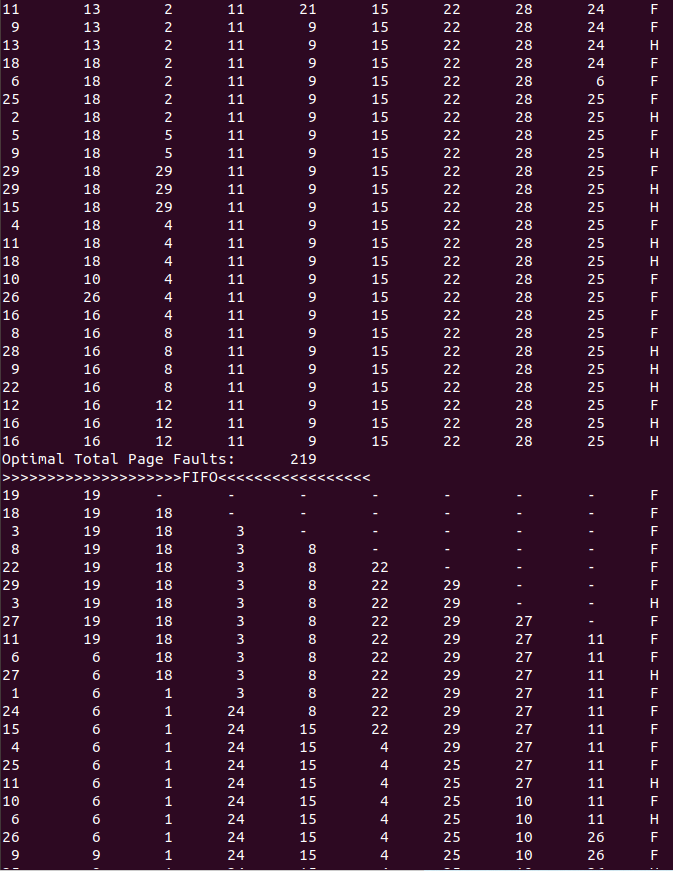 11 13 2 11 21 15 22 28 24 F
9 13 2 11 9 15 22 28 24 F
13 13 2 11 9 15 22 28 24 H
18 18 2 11 9 15 22 28 24 F
6 18 2 11 9 15 22 28 6 F
25 18 2 11 9 15 22 28 25 F
2 18 2 11 9 15 22 28 25 H
5 18 5 11 9 15 22 28 25 F
9 18 5 11 9 15 22 28 25 H
29 18 29 11 9 15 22 28 25 F
29 18 29 11 9 15 22 28 25 H
15 18 29 11 9 15 22 28 25 H
4 18 4 11 9 15 22 28 25 F
11 18 4 11 9 15 22 28 25 H
18 18 4 11 9 15 22 28 25 H
10 10 4 11 9 15 22 28 25 F
26 26 4 11 9 15 22 28 25 F
16 16 4 11 9 15 22 28 25 F
8 16 8 11 9 15 22 28 25 F
28 16 8 11 9 15 22 28 25 H
9 16 8 11 9 15 22 28 25 H
22 16 8 11 9 15 22 28 25 H
12 16 12 11 9 15 22 28 25 F
16 16 12 11 9 15 22 28 25 H
16 16 12 11 9 15 22 28 25 H
Optimal Total Page Faults: 219
>>>>>>>>>>>>>>>>>>>>FIFO<<<<<<<<<<<<<<<<<
19 19 - - - - - - - F
18 19 18 - - - - - - F
3 19 18 3 - - - - - F
8 19 18 3 8 - - - - F
22 19 18 3 8 22 - - - F
29 19 18 3 8 22 29 - - F
3 19 18 3 8 22 29 - - H
27 19 18 3 8 22 29 27 - F
11 19 18 3 8 22 29 27 11 F
6 6 18 3 8 22 29 27 11 F
27 6 18 3 8 22 29 27 11 H
1 6 1 3 8 22 29 27 11 F
24 6 1 24 8 22 29 27 11 F
15 6 1 24 15 22 29 27 11 F
4 6 1 24 15 4 29 27 11 F
25 6 1 24 15 4 25 27 11 F
11 6 1 24 15 4 25 27 11 H
10 6 1 24 15 4 25 10 11 F
6 6 1 24 15 4 25 10 11 H
26 6 1 24 15 4 25 10 26 F
9 9 1 24 15 4 25 10 26 F